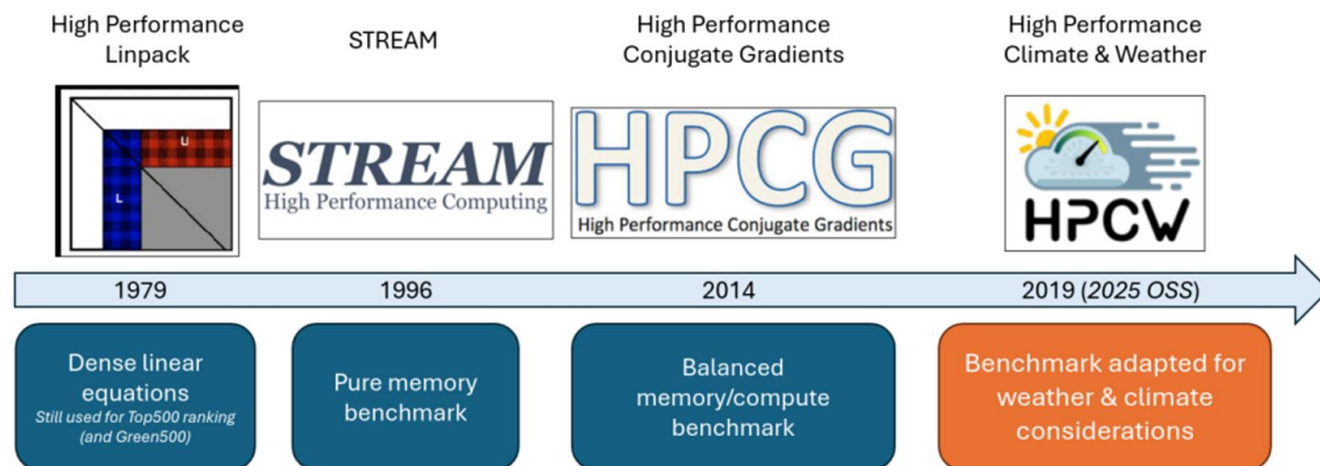 High Performance
Linpack
STREAM
High Performance
Conjugate Gradients
High Performance
Climate & Weather
U
L
STREAM
High Performance Computing
HPCG
High Performance Conjugate Gradients
HPCW
1979
1996
2014
2019 (2025 OSS)
Dense linear
equations
Still used for Top500 ranking
(and Green500)
Pure memory
benchmark
Balanced
memory/compute
benchmark
Benchmark adapted for
weather & climate
considerations